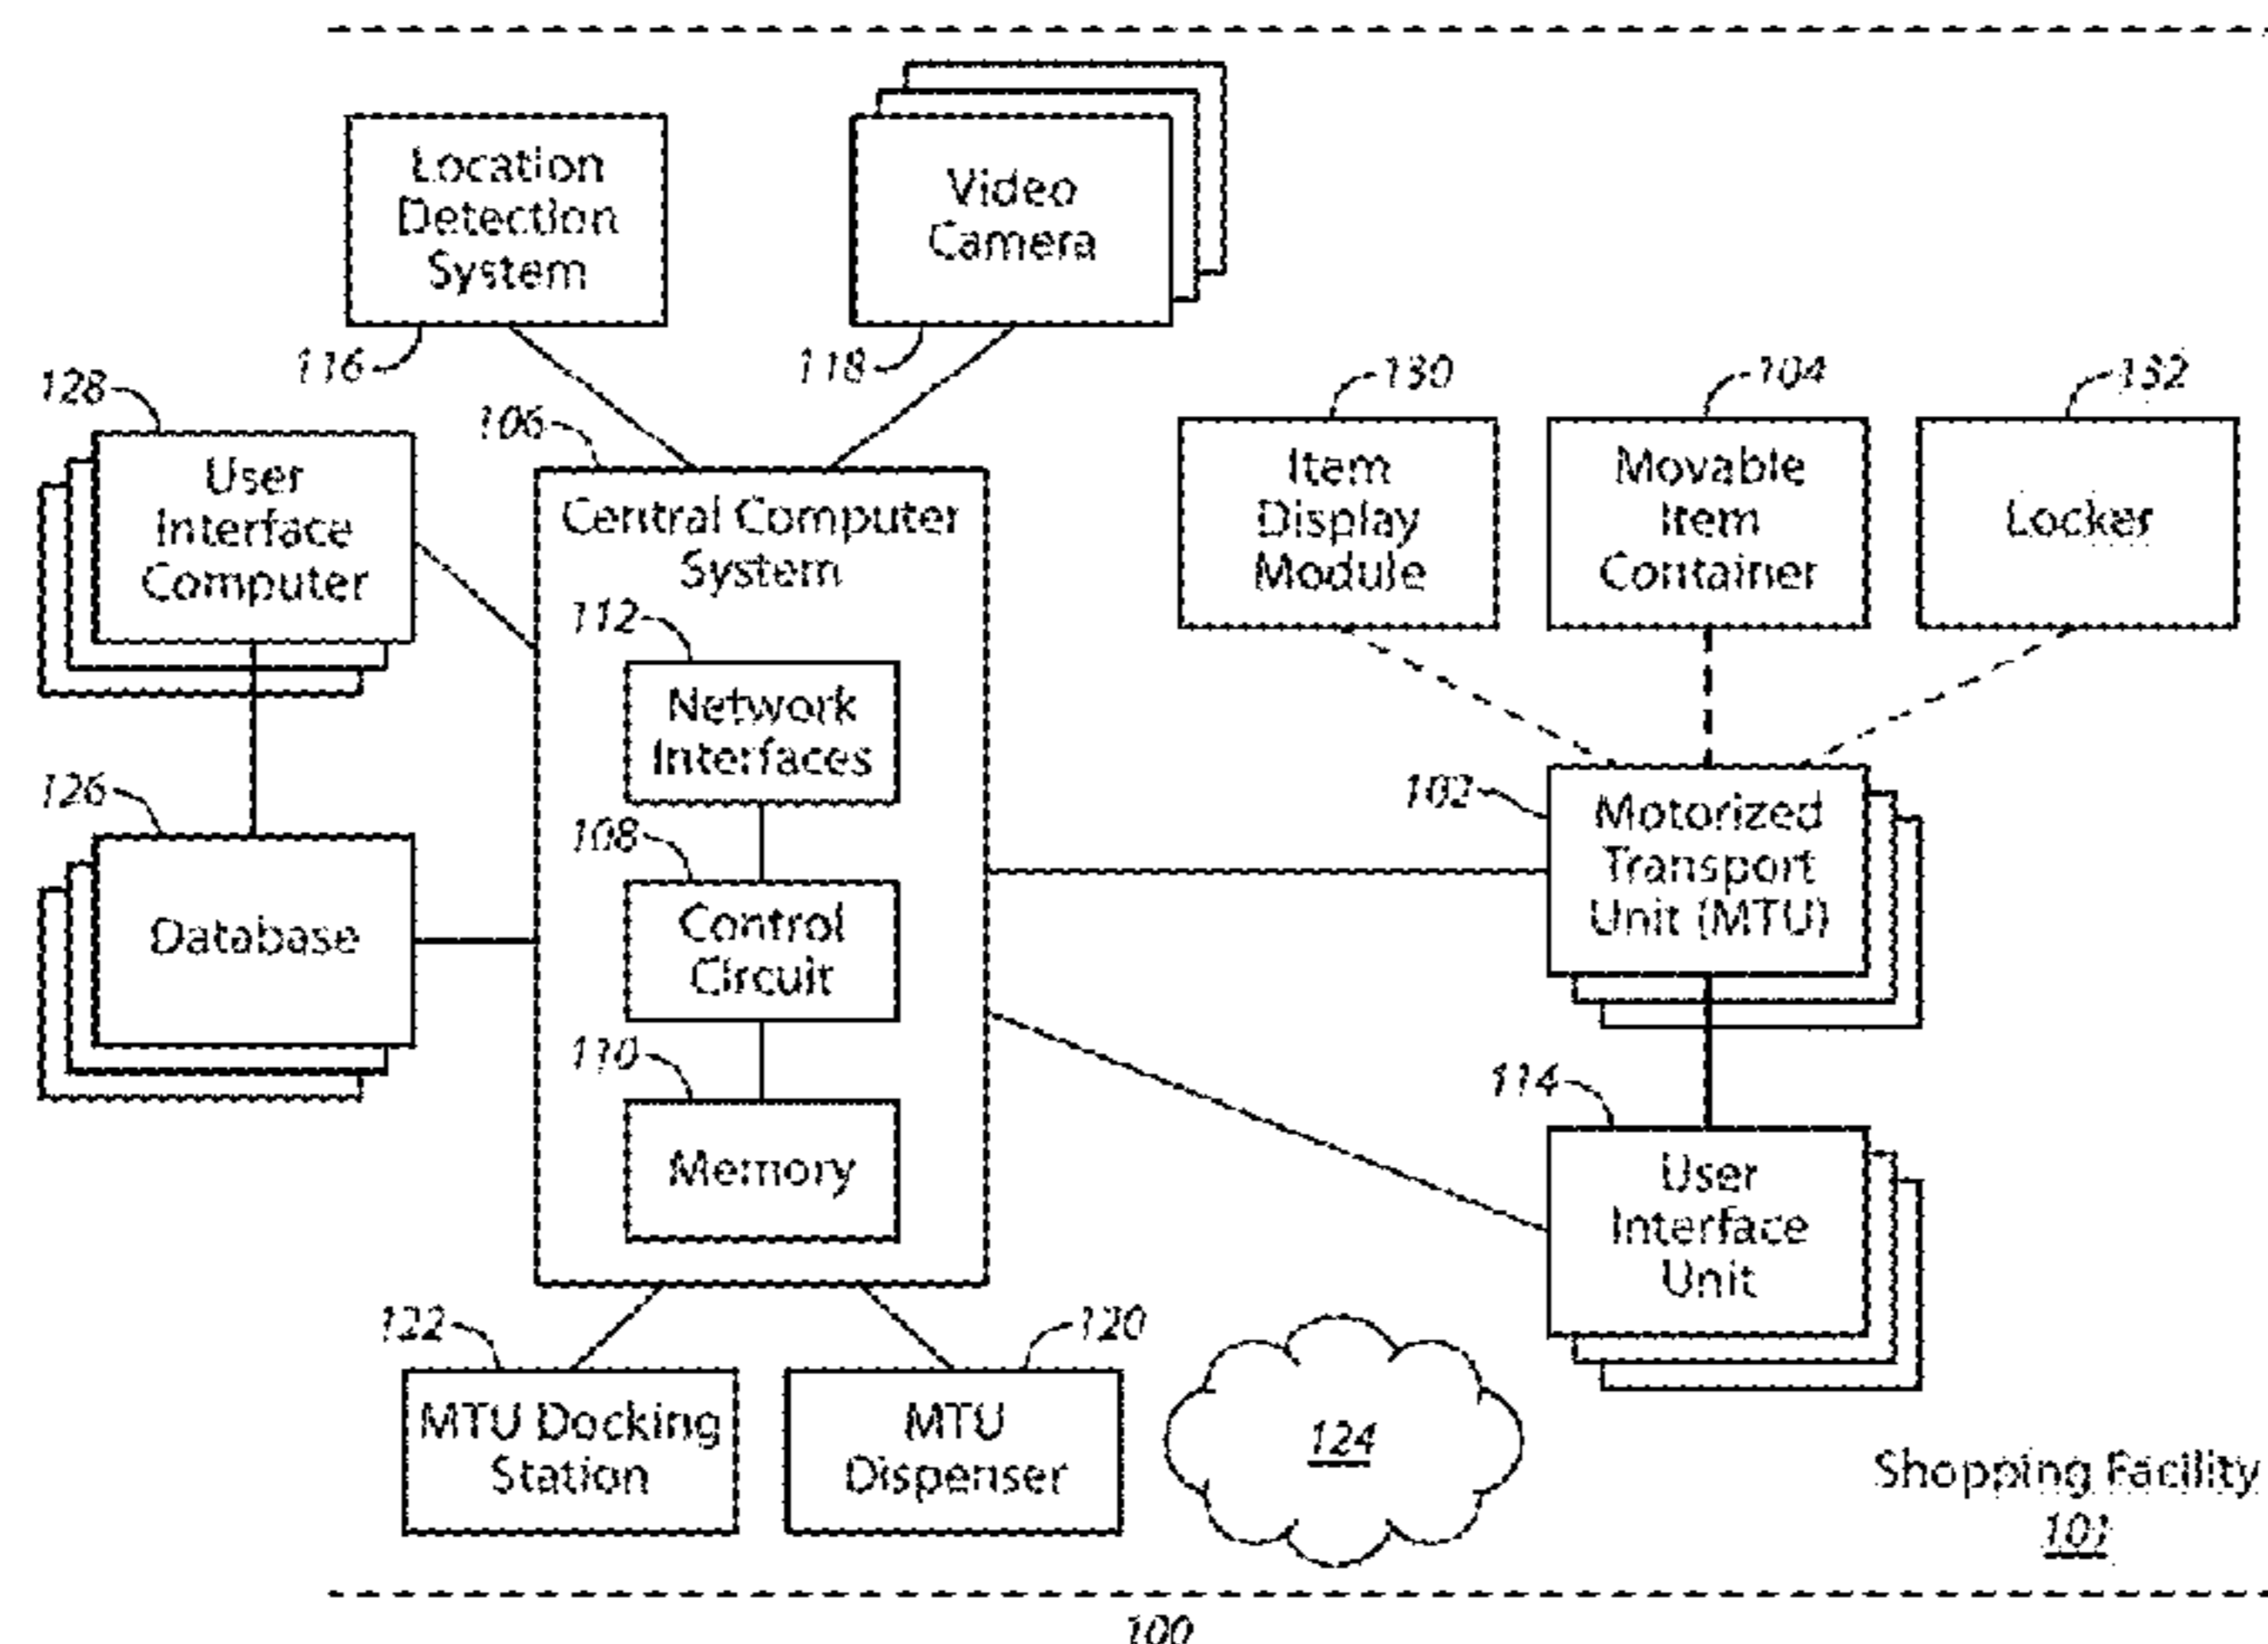 Location
Detection
System
116
Video
Camera
118
128
User
Interface
Computer
106
Central Computer
System
130
Item
Display
Module
104
Movable
Item
Container
132
Locker
112
Network
Interfaces
126
Database
108
Control
Circuit
110
Memory
102
Motorized
Transport
Unit (MTU)
114
User
Interface
Unit
122
MTU Docking
Station
120
MTU
Dispenser
124
Shopping Facility
101
100